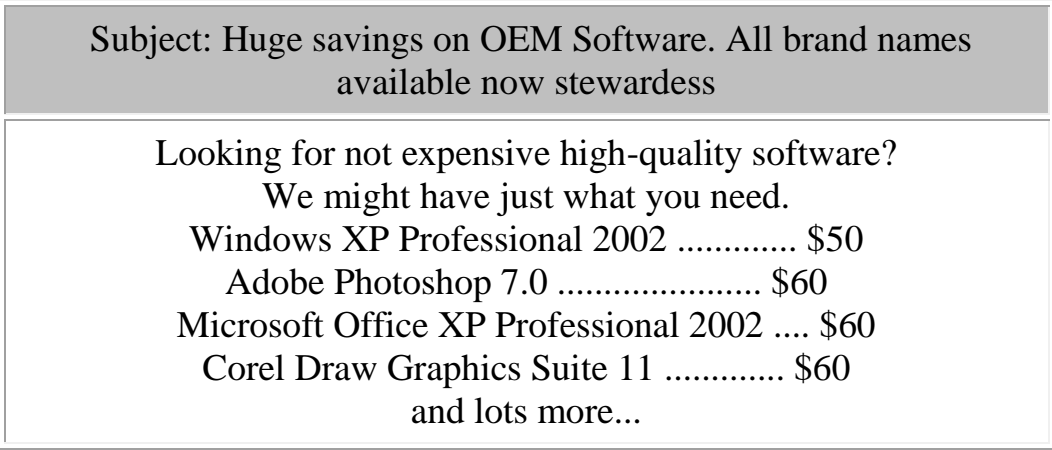 Subject: Huge savings on OEM Software. All brand names
available now stewardess
Looking for not expensive high-quality software?
We might have just what you need.
Windows XP Professional 2002 ............. $50
Adobe Photoshop 7.0 ...................... $60
Microsoft Office XP Professional 2002 .... $60
Corel Draw Graphics Suite 11 ............. $60
and lots more...